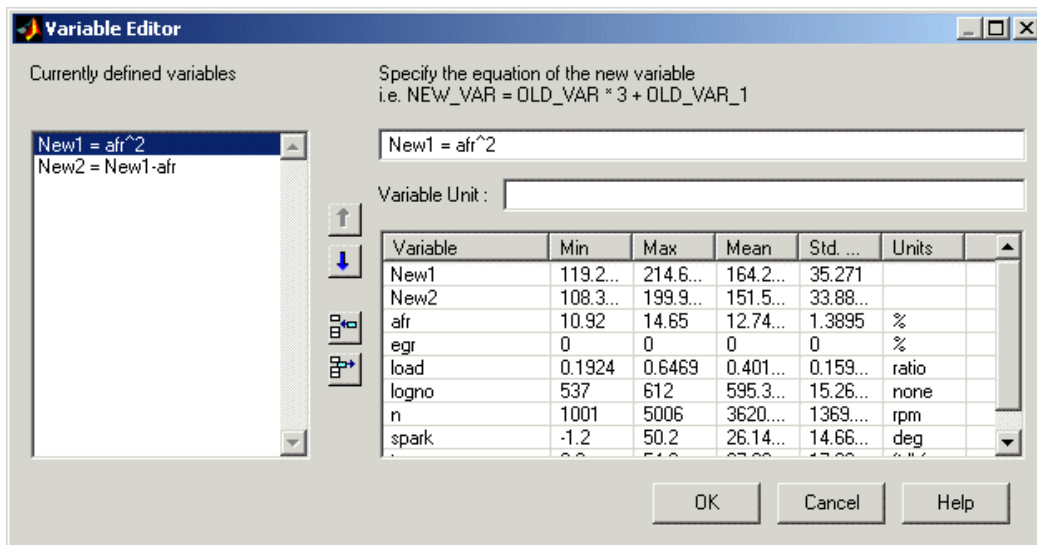 Variable Editor
Currently defined variables
Specify the equation of the new variable
i.e. NEW_VAR = OLD_VAR * 3 + OLD_VAR_1
New1 = afr^2
New2 = New1-afr
New1 = afr^2
Variable Unit :
Variable Min Max Mean Std. ... Units
New1 119.2... 214.6... 164.2... 35.271
New2 108.3... 199.9... 151.5... 33.88...
afr 10.92 14.65 12.74... 1.3895 %
egr 0 0 0 0 %
load 0.1924 0.6469 0.401... 0.159... ratio
logno 537 612 595.3... 15.26... none
n 1001 5006 3620.... 1369.... rpm
spark -1.2 50.2 26.14... 14.66... deg
OK Cancel Help